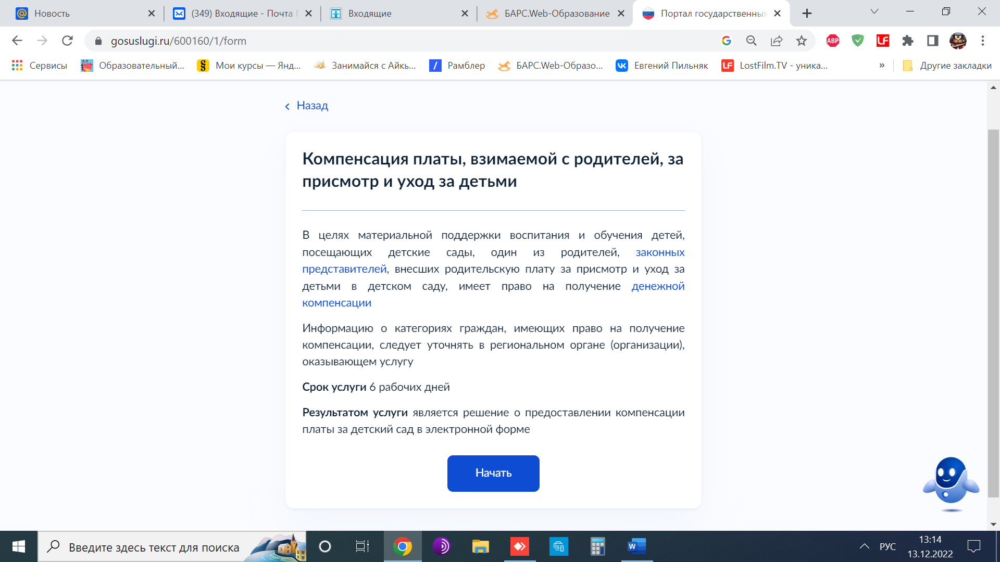 Новость
(349) Входящие - Почта
Входящие
БАРС.Web-Образование
Портал государственных
gosuslugi.ru/600160/1/form
ABP
LF
Сервисы
Образовательный...
Мои курсы — Янд...
Занимайся с Айкь...
Рамблер
БАРС.Web-Образо...
Евгений Пильняк
LostFilm.TV - уника...
»
Другие закладки
Назад
Компенсация платы, взимаемой с родителей, за
присмотр и уход за детьми
В целях материальной поддержки воспитания и обучения детей,
посещающих детские сады, один из родителей, законных
представителей, внесших родительскую плату за присмотр и уход за
детьми в детском саду, имеет право на получение денежной
компенсации
Информацию о категориях граждан, имеющих право на получение
компенсации, следует уточнять в региональном органе (организации),
оказывающем услугу
Срок услуги 6 рабочих дней
Результатом услуги является решение о предоставлении компенсации
платы за детский сад в электронной форме
Начать
Введите здесь текст для поиска
РУС
13:14
13.12.2022